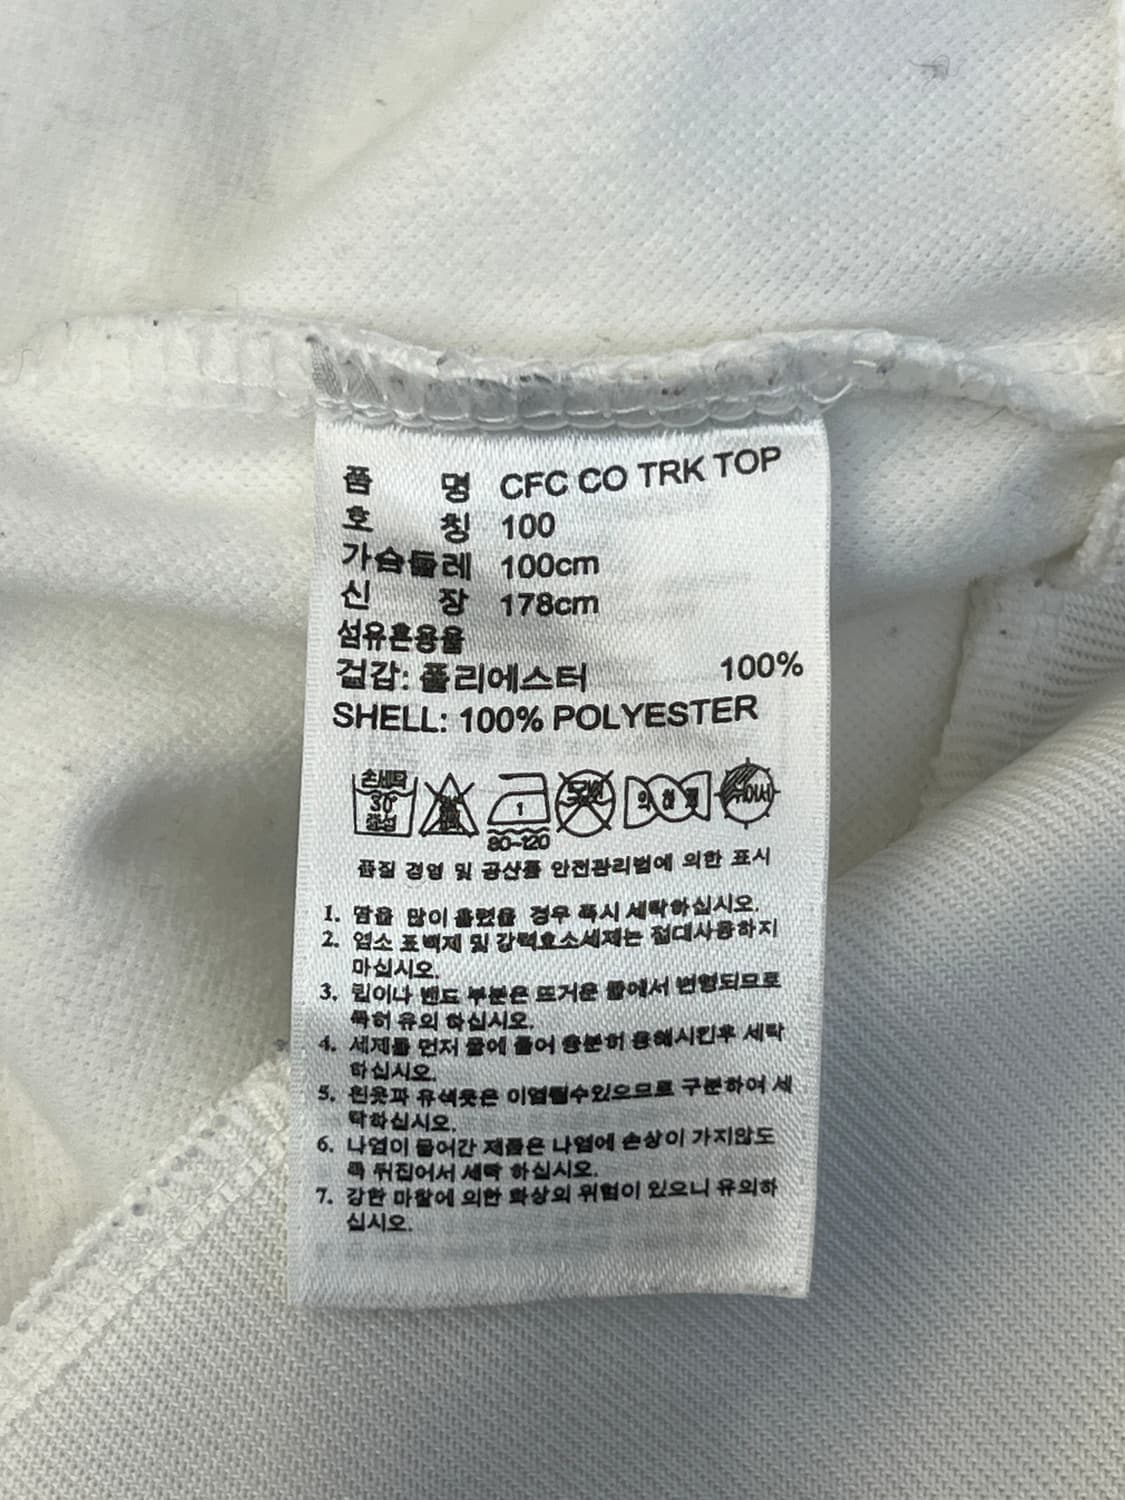 품 명 CFC CO TRK TOP
호 칭 100
가슴둘레 100cm
신 장 178cm
섬유혼용율
겉감: 폴리에스터 100%
SHELL: 100% POLYESTER
손세탁
30°
중성
1
80~120
약하게
뉘어서
품질 경영 및 공산품 안전관리법에 의한 표시
1. 땀을 많이 흘렸을 경우 즉시 세탁하십시오.
2. 염소 표백제 및 강력효소세제는 절대사용하지
마십시오.
3. 립이나 밴드 부분은 뜨거운 물에서 변형되므로
특히 유의 하십시오.
4. 세제를 먼저 물에 풀어 충분히 용해시킨후 세탁
하십시오.
5. 흰옷과 유색옷은 이염될수있으므로 구분하여 세
탁하십시오.
6. 나염이 들어간 제품은 나염에 손상이 가지않도
록 뒤집어서 세탁 하십시오.
7. 강한 마찰에 의한 화상의 위험이 있으니 유의하
십시오.